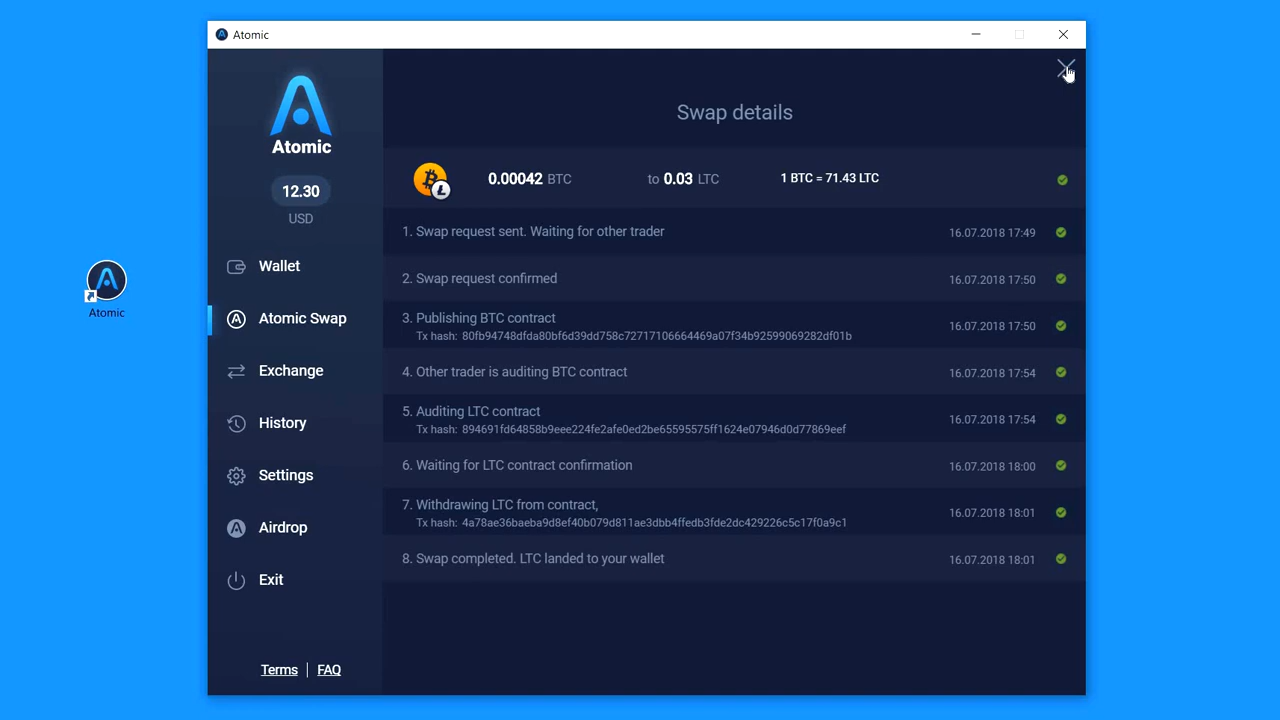 Atomic
Atomic
12.30
USD
Wallet
Atomic Swap
Exchange
History
Settings
Airdrop
Exit
Terms | FAQ
Atomic
Swap details
0.00042 BTC to 0.03 LTC 1 BTC = 71.43 LTC
1. Swap request sent. Waiting for other trader 16.07.2018 17:49
2. Swap request confirmed 16.07.2018 17:50
3. Publishing BTC contract 16.07.2018 17:50
Tx hash: 80fb94748dfda80bf6d39dd758c72717106664469a07f34b92599069282df01b
4. Other trader is auditing BTC contract 16.07.2018 17:54
5. Auditing LTC contract 16.07.2018 17:54
Tx hash: 894691fd64858b9eee224fe2afe0ed2be65595575ff1624e07946d0d77869eef
6. Waiting for LTC contract confirmation 16.07.2018 18:00
7. Withdrawing LTC from contract, 16.07.2018 18:01
Tx hash: 4a78ae36baeba9d8ef40b079d811ae3dbb4ffedb3fde2dc429226c5c17f0a9c1
8. Swap completed. LTC landed to your wallet 16.07.2018 18:01